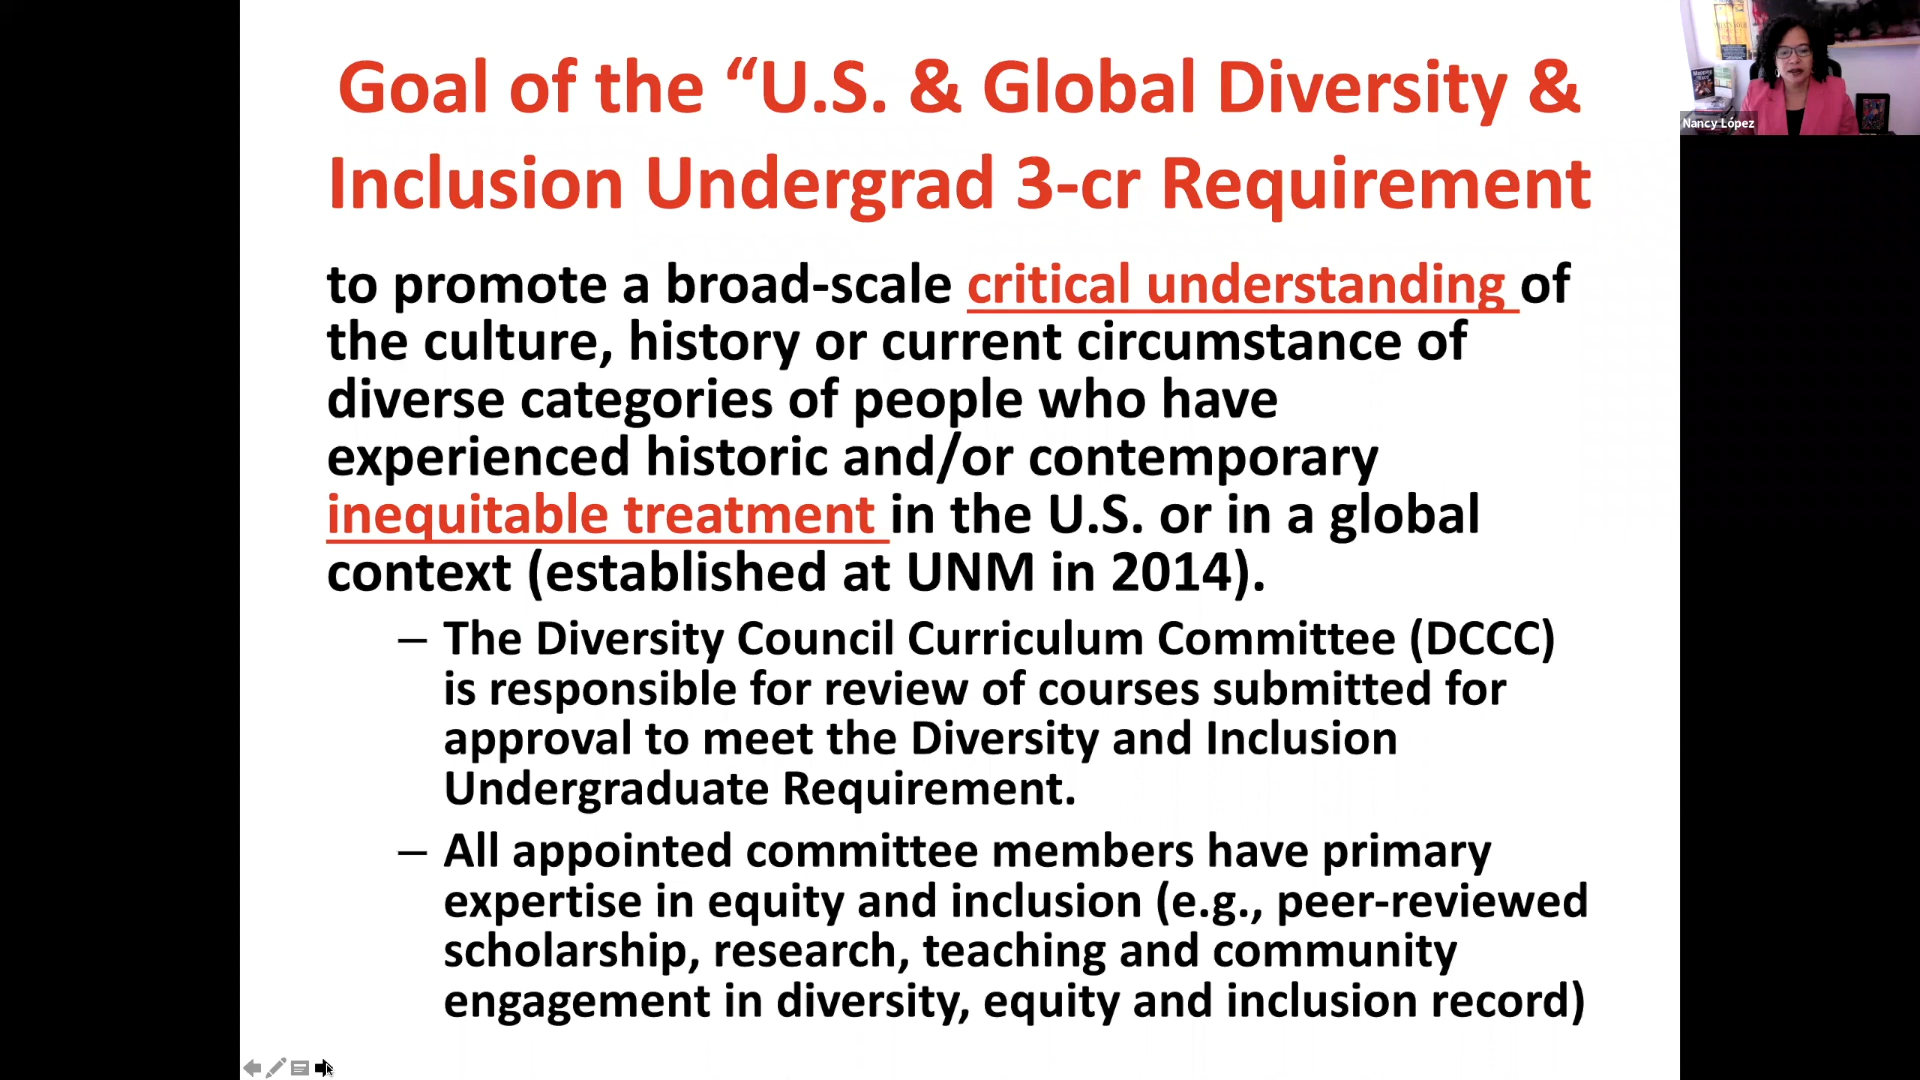 Goal of the “U.S. & Global Diversity &
Inclusion Undergrad 3-cr Requirement
to promote a broad-scale critical understanding of
the culture, history or current circumstance of
diverse categories of people who have
experienced historic and/or contemporary
inequitable treatment in the U.S. or in a global
context (established at UNM in 2014).
– The Diversity Council Curriculum Committee (DCCC)
is responsible for review of courses submitted for
approval to meet the Diversity and Inclusion
Undergraduate Requirement.
– All appointed committee members have primary
expertise in equity and inclusion (e.g., peer-reviewed
scholarship, research, teaching and community
engagement in diversity, equity and inclusion record)
Nancy López